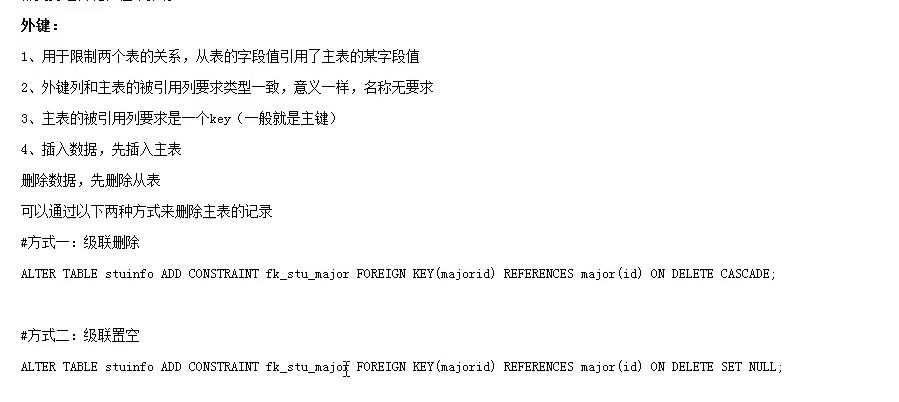 外键：
1、用于限制两个表的关系，从表的字段值引用了主表的某字段值
2、外键列和主表的被引用列要求类型一致，意义一样，名称无要求
3、主表的被引用列要求是一个key（一般就是主键）
4、插入数据，先插入主表
删除数据，先删除从表
可以通过以下两种方式来删除主表的记录
#方式一：级联删除
ALTER TABLE stuinfo ADD CONSTRAINT fk_stu_major FOREIGN KEY(majorid) REFERENCES major(id) ON DELETE CASCADE;
#方式二：级联置空
ALTER TABLE stuinfo ADD CONSTRAINT fk_stu_major FOREIGN KEY(majorid) REFERENCES major(id) ON DELETE SET NULL;